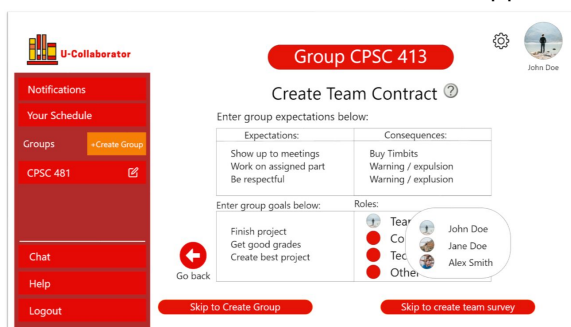 U-Collaborator
Group CPSC 413
John Doe
Notifications
Your Schedule
Groups
+Create Group
CPSC 481
Chat
Help
Logout
Create Team Contract ?
Enter group expectations below:
Expectations:
Show up to meetings
Work on assigned part
Be respectful
Consequences:
Buy Timbits
Warning / expulsion
Warning / explusion
Enter group goals below:
Finish project
Get good grades
Create best project
Roles:
John Doe
Jane Doe
Alex Smith
Go back
Skip to Create Group
Skip to create team survey